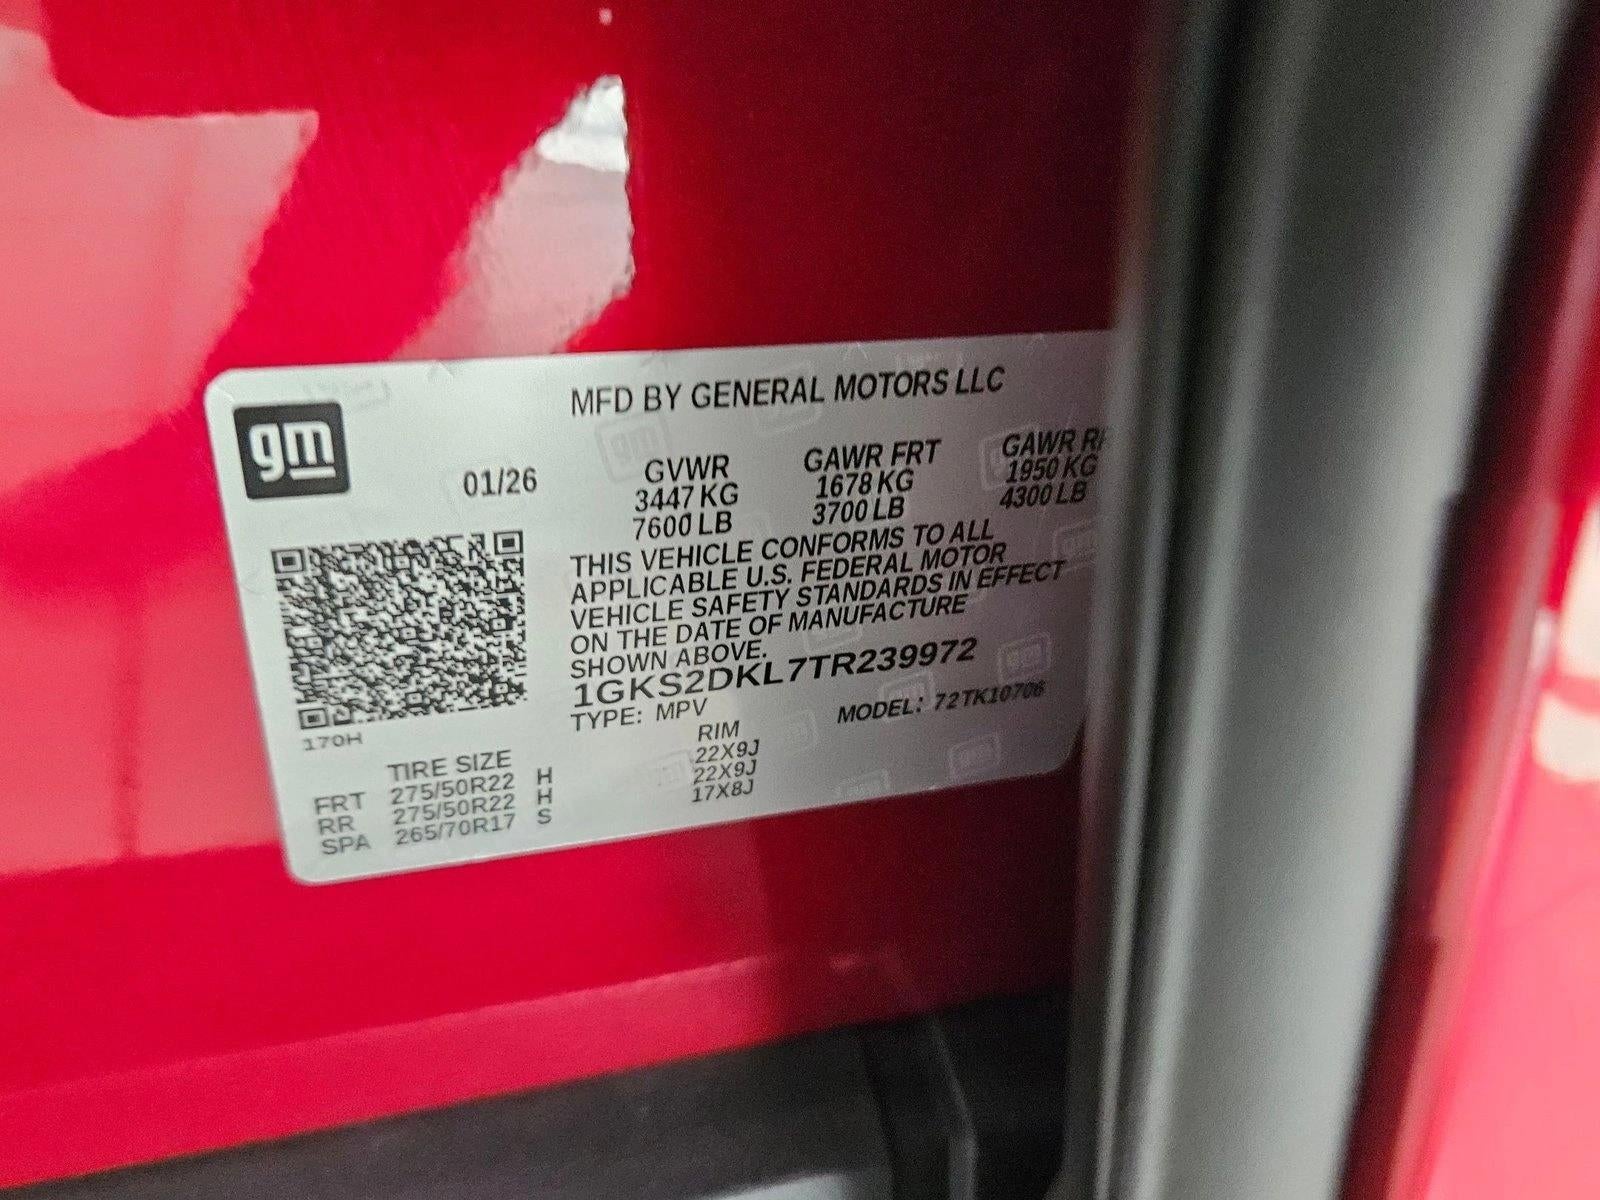 gm
MFD BY GENERAL MOTORS LLC
01/26
GVWR GAWR FRT GAWR
3447 KG 1678 KG 1950 KG
7600 LB 3700 LB 4300 LB
THIS VEHICLE CONFORMS TO ALL
APPLICABLE U.S. FEDERAL MOTOR
VEHICLE SAFETY STANDARDS IN EFFECT
ON THE DATE OF MANUFACTURE
SHOWN ABOVE.
1GKS2DKL7TR239972
TYPE: MPV MODEL: 72TK10706
170H
TIRE SIZE RIM
FRT 275/50R22 H 22X9J
RR 275/50R22 H 22X9J
SPA 265/70R17 S 17X8J